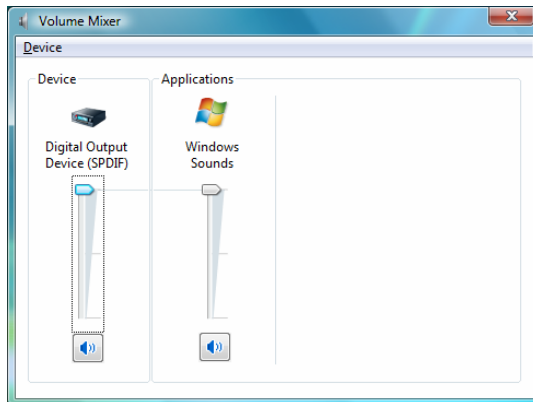 Volume Mixer
Device
Device
Applications
Digital Output
Device (SPDIF)
Windows
Sounds